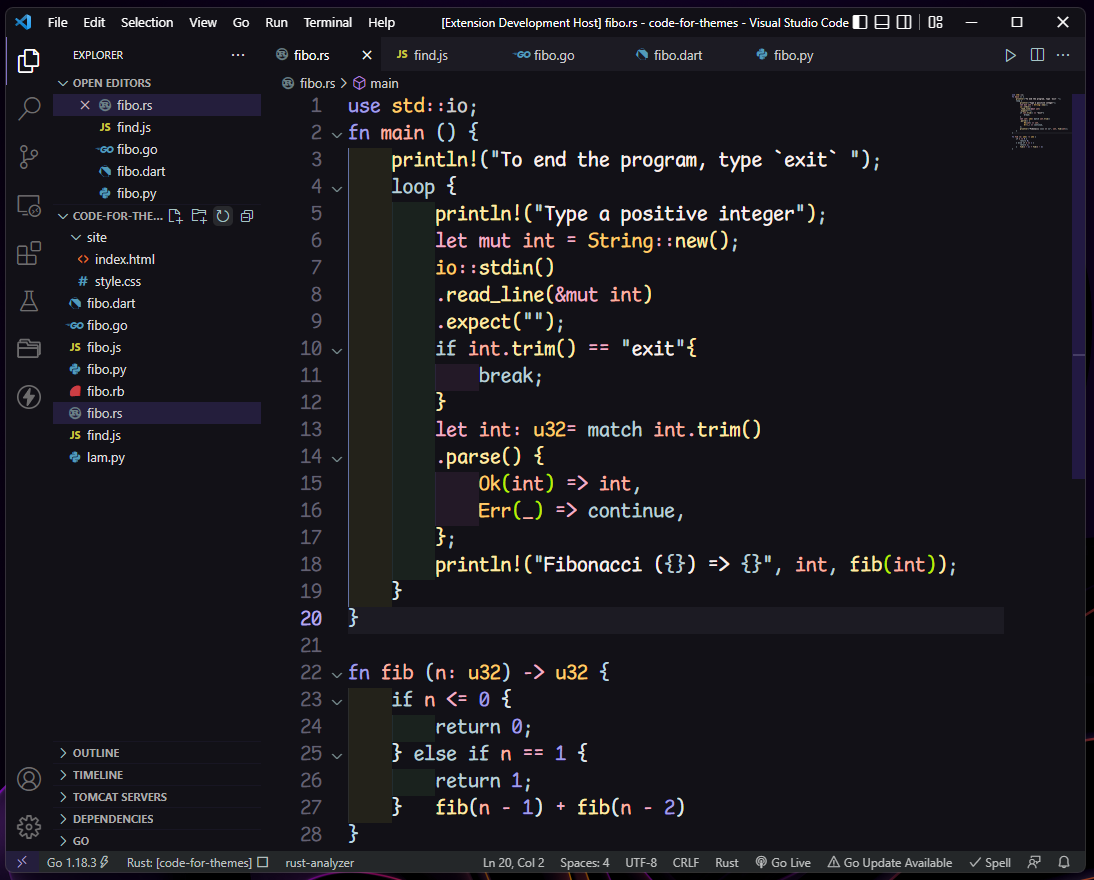 File Edit Selection View Go Run Terminal Help [Extension Development Host] fibo.rs - code-for-themes - Visual Studio Code
EXPLORER ···
OPEN EDITORS
fibo.rs
JS find.js
GO fibo.go
fibo.dart
fibo.py
CODE-FOR-THE...
site
<> index.html
# style.css
fibo.dart
GO fibo.go
JS fibo.js
fibo.py
fibo.rb
fibo.rs
JS find.js
lam.py
OUTLINE
TIMELINE
TOMCAT SERVERS
DEPENDENCIES
GO
fibo.rs JS find.js GO fibo.go fibo.dart fibo.py ···
fibo.rs > main
1 use std::io;
2 fn main () {
3 println!("To end the program, type `exit` ");
4 loop {
5 println!("Type a positive integer");
6 let mut int = String::new();
7 io::stdin()
8 .read_line(&mut int)
9 .expect("");
10 if int.trim() == "exit"{
11 break;
12 }
13 let int: u32= match int.trim()
14 .parse() {
15 Ok(int) => int,
16 Err(_) => continue,
17 };
18 println!("Fibonacci ({}) => {}", int, fib(int));
19 }
20 }
21
22 fn fib (n: u32) -> u32 {
23 if n <= 0 {
24 return 0;
25 } else if n == 1 {
26 return 1;
27 } fib(n - 1) + fib(n - 2)
28 }
Go 1.18.3 Rust: [code-for-themes] rust-analyzer Ln 20, Col 2 Spaces: 4 UTF-8 CRLF Rust Go Live Go Update Available Spell